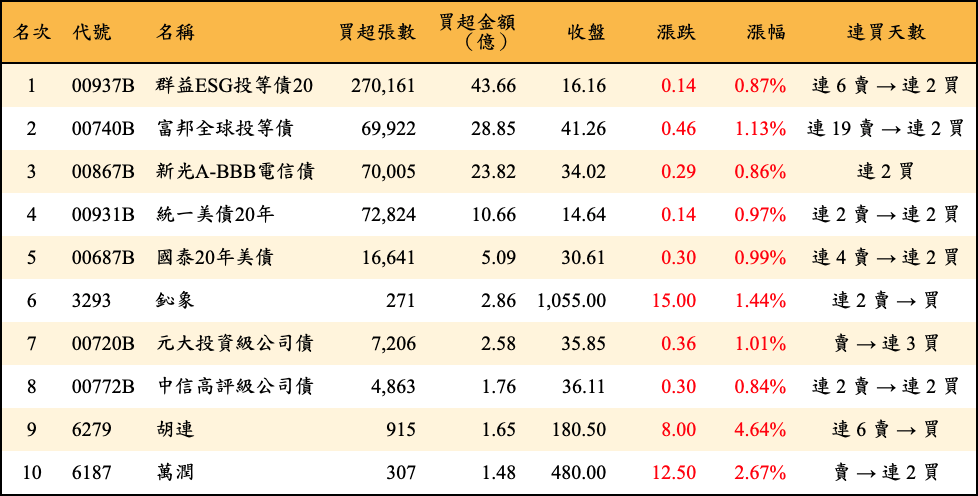 名次 代號 名稱 買超張數 買超金額（億） 收盤 漲跌 漲幅 連買天數
1 00937B 群益ESG投等債20 270,161 43.66 16.16 0.14 0.87% 連 6 賣 → 連 2 買
2 00740B 富邦全球投等債 69,922 28.85 41.26 0.46 1.13% 連 19 賣 → 連 2 買
3 00867B 新光A-BBB電信債 70,005 23.82 34.02 0.29 0.86% 連 2 買
4 00931B 統一美債20年 72,824 10.66 14.64 0.14 0.97% 連 2 賣 → 連 2 買
5 00687B 國泰20年美債 16,641 5.09 30.61 0.30 0.99% 連 4 賣 → 連 2 買
6 3293 鈊象 271 2.86 1,055.00 15.00 1.44% 連 2 賣 → 買
7 00720B 元大投資級公司債 7,206 2.58 35.85 0.36 1.01% 賣 → 連 3 買
8 00772B 中信高評級公司債 4,863 1.76 36.11 0.30 0.84% 連 2 賣 → 連 2 買
9 6279 胡連 915 1.65 180.50 8.00 4.64% 連 6 賣 → 買
10 6187 萬潤 307 1.48 480.00 12.50 2.67% 賣 → 連 2 買